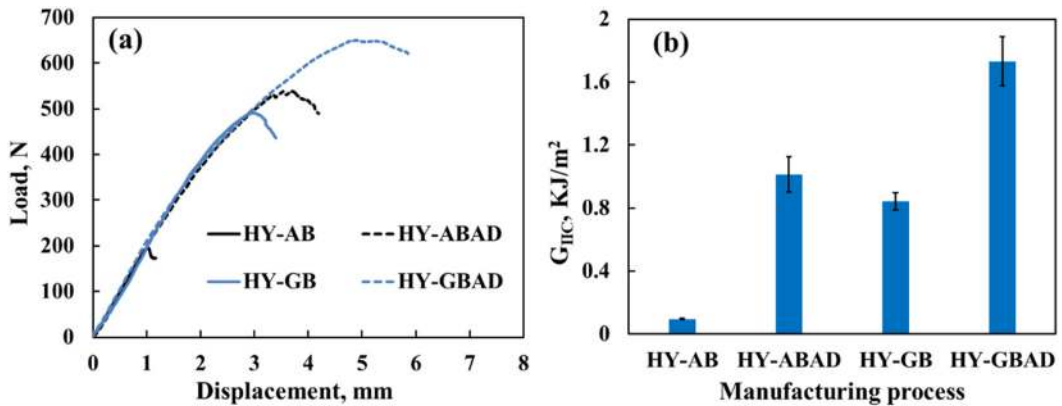 (a)
Load, N
700
600
500
400
300
200
100
0
HY-AB
HY-ABAD
HY-GB
HY-GBAD
0 1 2 3 4 5 6 7 8
Displacement, mm
(b)
G_IIC, KJ/m²
2
1.6
1.2
0.8
0.4
0
HY-AB HY-ABAD HY-GB HY-GBAD
Manufacturing process